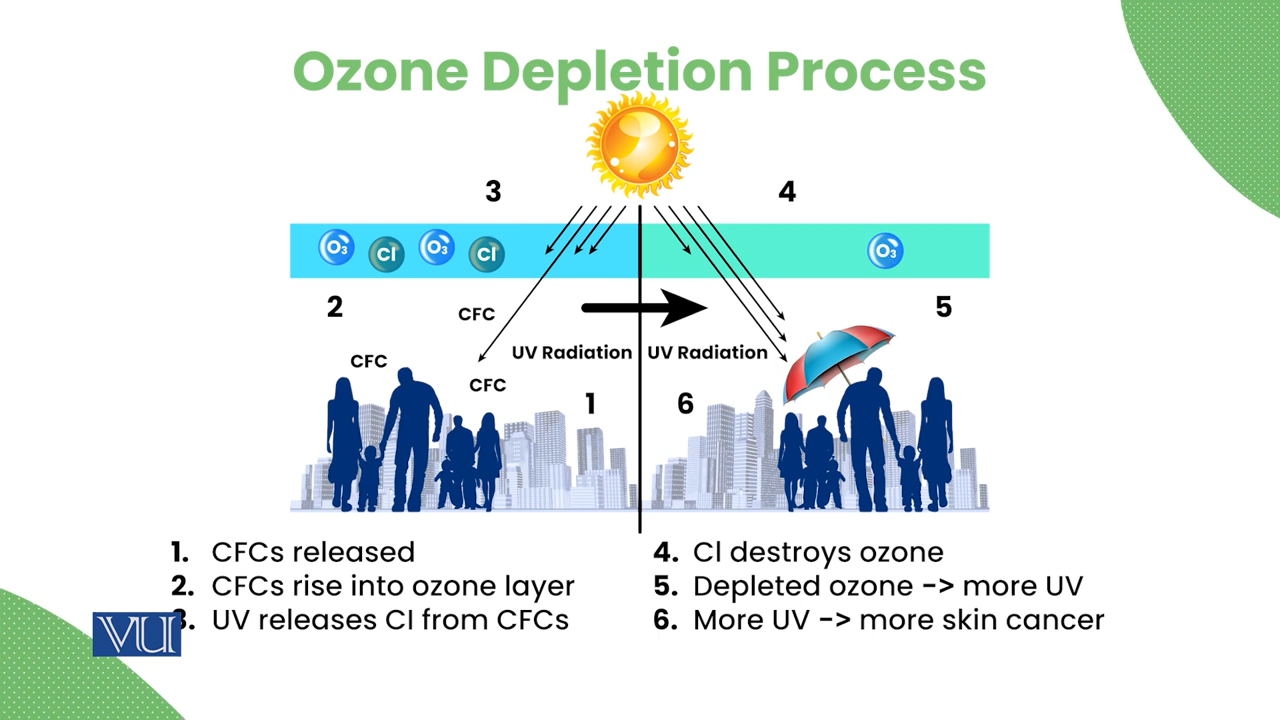 Ozone Depletion Process
3
4
O3
Cl
O3
Cl
O3
2
5
CFC
UV Radiation
UV Radiation
CFC
CFC
1
6
1. CFCs released
2. CFCs rise into ozone layer
3. UV releases CI from CFCs
4. Cl destroys ozone
5. Depleted ozone -> more UV
6. More UV -> more skin cancer
VU